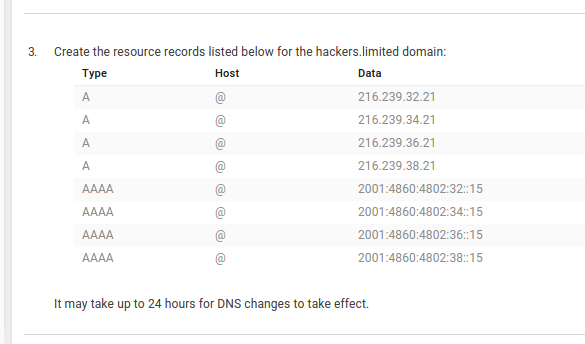 3. Create the resource records listed below for the hackers.limited domain:
Type Host Data
A @ 216.239.32.21
A @ 216.239.34.21
A @ 216.239.36.21
A @ 216.239.38.21
AAAA @ 2001:4860:4802:32::15
AAAA @ 2001:4860:4802:34::15
AAAA @ 2001:4860:4802:36::15
AAAA @ 2001:4860:4802:38::15
It may take up to 24 hours for DNS changes to take effect.